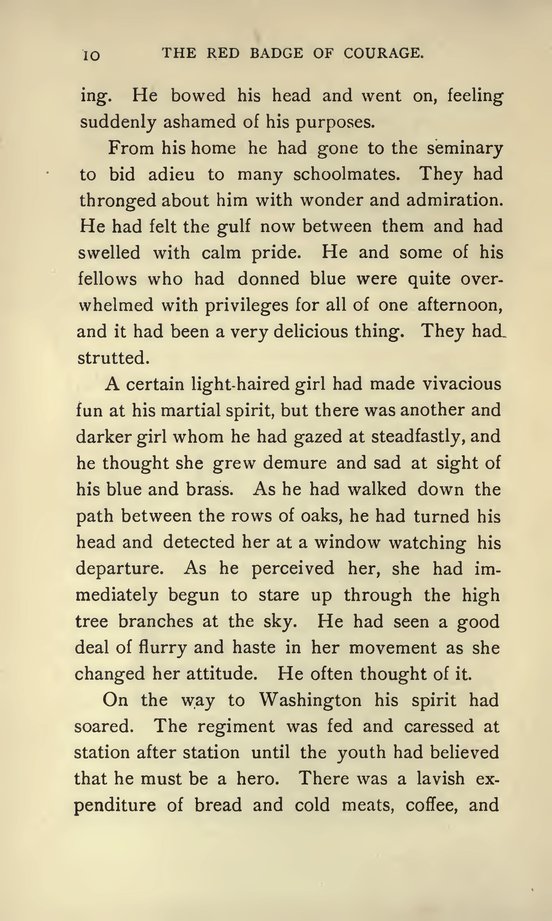 10 THE RED BADGE OF COURAGE.
ing. He bowed his head and went on, feeling
suddenly ashamed of his purposes.
From his home he had gone to the seminary
to bid adieu to many schoolmates. They had
thronged about him with wonder and admiration.
He had felt the gulf now between them and had
swelled with calm pride. He and some of his
fellows who had donned blue were quite over-
whelmed with privileges for all of one afternoon,
and it had been a very delicious thing. They had
strutted.
A certain light-haired girl had made vivacious
fun at his martial spirit, but there was another and
darker girl whom he had gazed at steadfastly, and
he thought she grew demure and sad at sight of
his blue and brass. As he had walked down the
path between the rows of oaks, he had turned his
head and detected her at a window watching his
departure. As he perceived her, she had im-
mediately begun to stare up through the high
tree branches at the sky. He had seen a good
deal of flurry and haste in her movement as she
changed her attitude. He often thought of it.
On the way to Washington his spirit had
soared. The regiment was fed and caressed at
station after station until the youth had believed
that he must be a hero. There was a lavish ex-
penditure of bread and cold meats, coffee, and